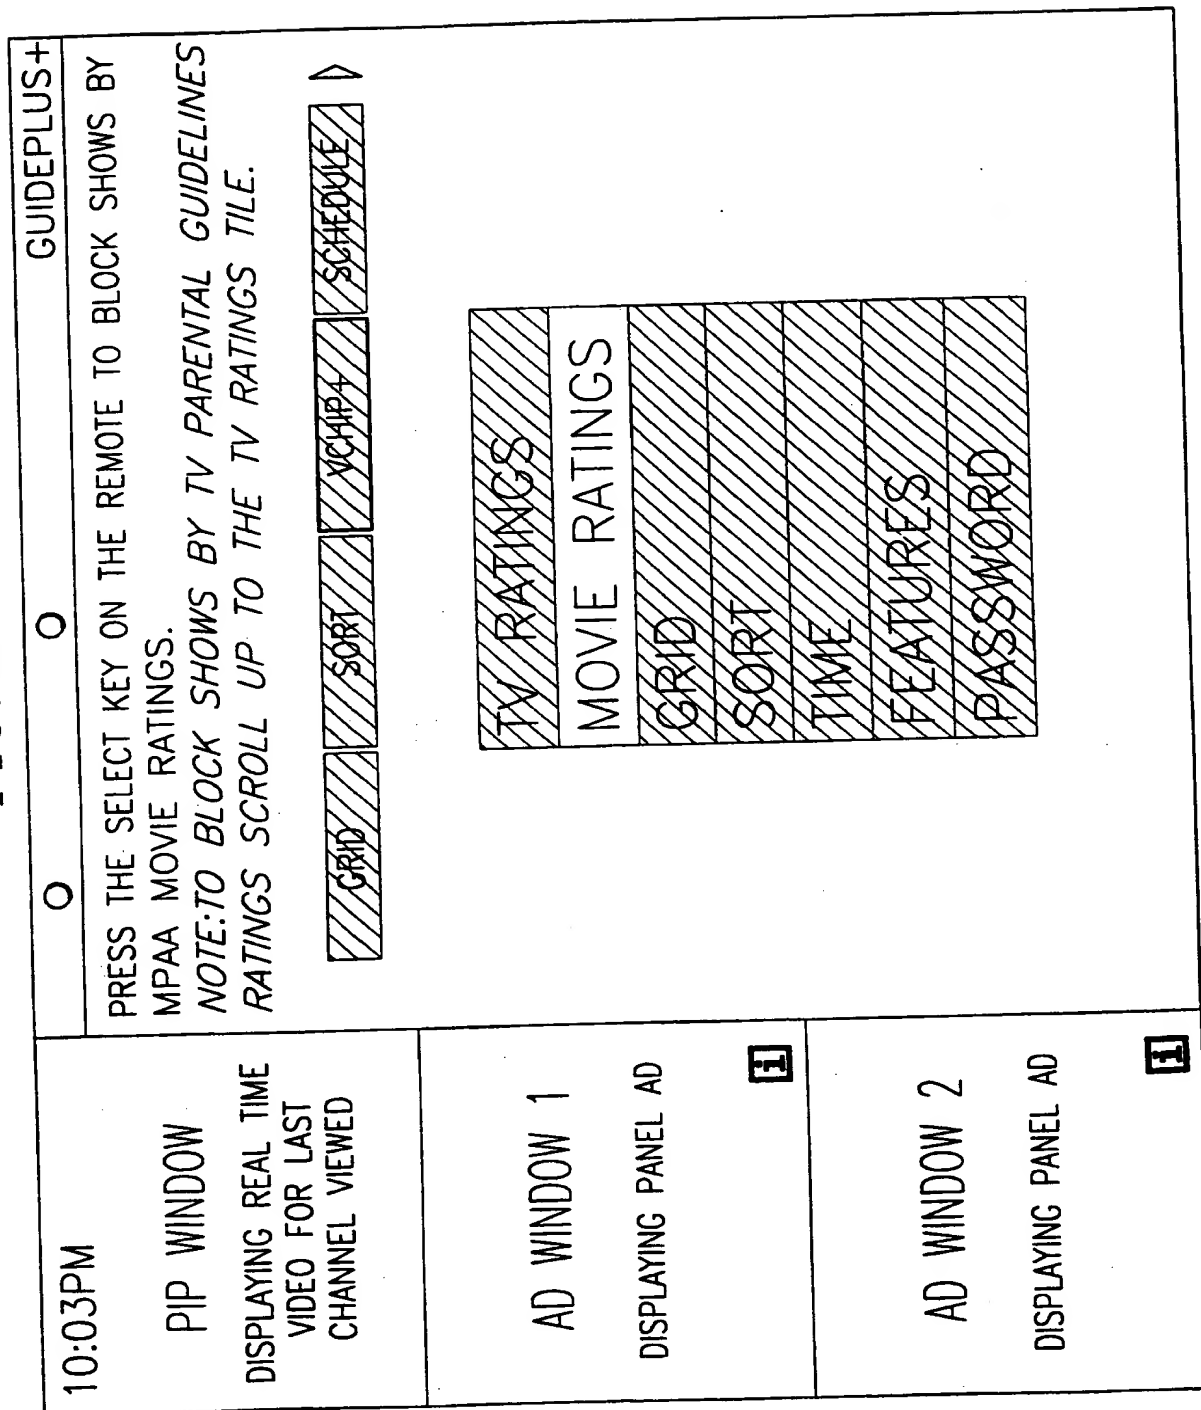 10:03PM
GUIDEPLUS+
PIP WINDOW
DISPLAYING REAL TIME
VIDEO FOR LAST
CHANNEL VIEWED
AD WINDOW 1
DISPLAYING PANEL AD
AD WINDOW 2
DISPLAYING PANEL AD
PRESS THE SELECT KEY ON THE REMOTE TO BLOCK SHOWS BY
MPAA MOVIE RATINGS.
NOTE:TO BLOCK SHOWS BY TV PARENTAL GUIDELINES
RATINGS SCROLL UP TO THE TV RATINGS TILE.
GRID SORT VCHIP+ SCHEDULE
TV RATINGS
MOVIE RATINGS
GRID
SORT
TIME
FEATURES
PASSWORD